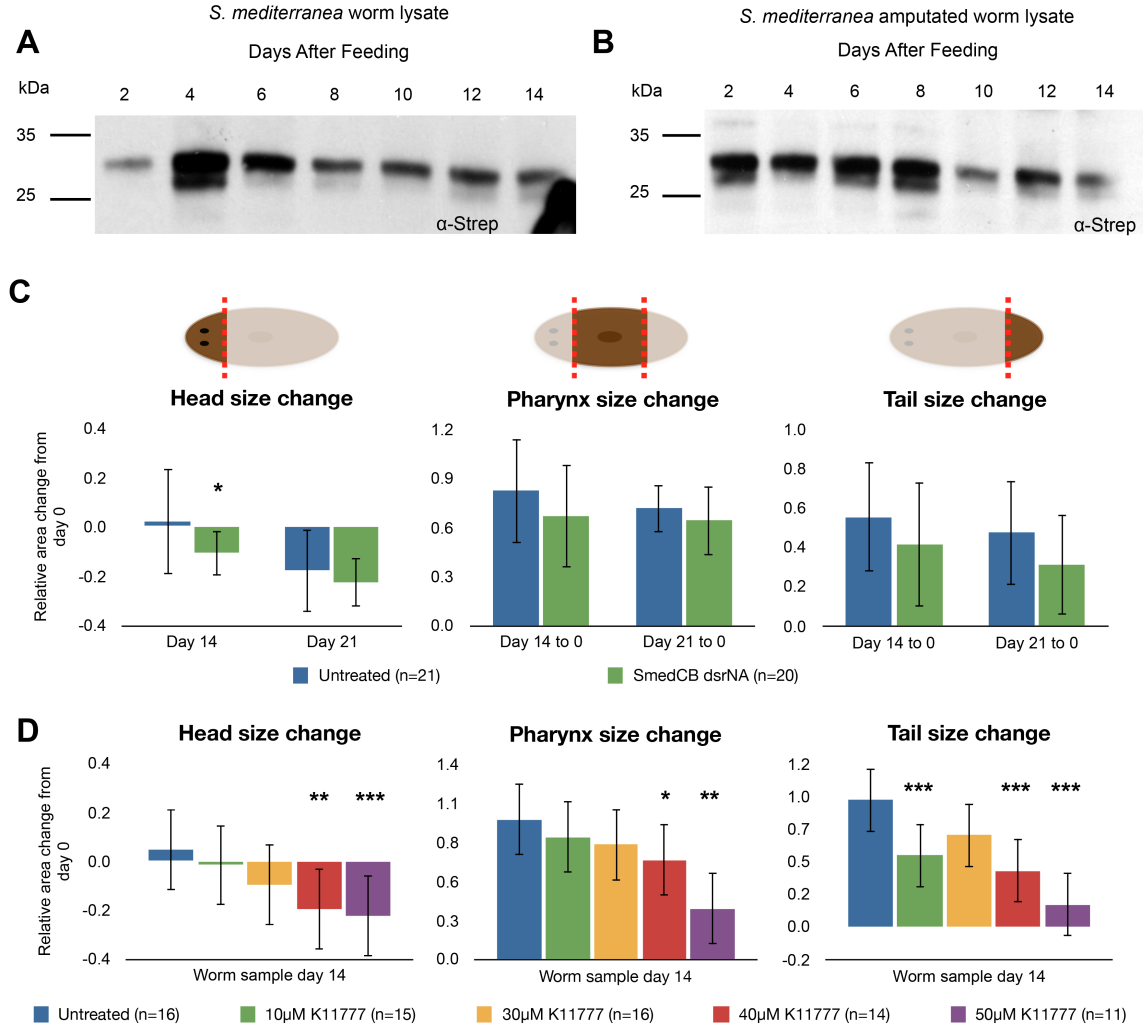 S. mediterranea worm lysate
A
Days After Feeding
kDa
2 4 6 8 10 12 14
35
25
α-Strep
S. mediterranea amputated worm lysate
B
Days After Feeding
kDa
2 4 6 8 10 12 14
35
25
α-Strep
C
Head size change
Relative area change from
day 0
0.4
0.2
0.0
-0.2
-0.4
*
Day 14 Day 21
Pharynx size change
1.2
0.9
0.6
0.3
0.0
Day 14 to 0 Day 21 to 0
Tail size change
1.0
0.8
0.6
0.4
0.2
0.0
Day 14 to 0 Day 21 to 0
Untreated (n=21) SmedCB dsrNA (n=20)
D
Head size change
Relative area change from
day 0
0.4
0.2
0.0
-0.2
-0.4
** ***
Worm sample day 14
Pharynx size change
1.4
1.1
0.8
0.6
0.3
0.0
* **
Worm sample day 14
Tail size change
1.2
1.0
0.7
0.5
0.2
0.0
-0.2
*** *** ***
Worm sample day 14
Untreated (n=16) 10µM K11777 (n=15) 30µM K11777 (n=16) 40µM K11777 (n=14) 50µM K11777 (n=11)